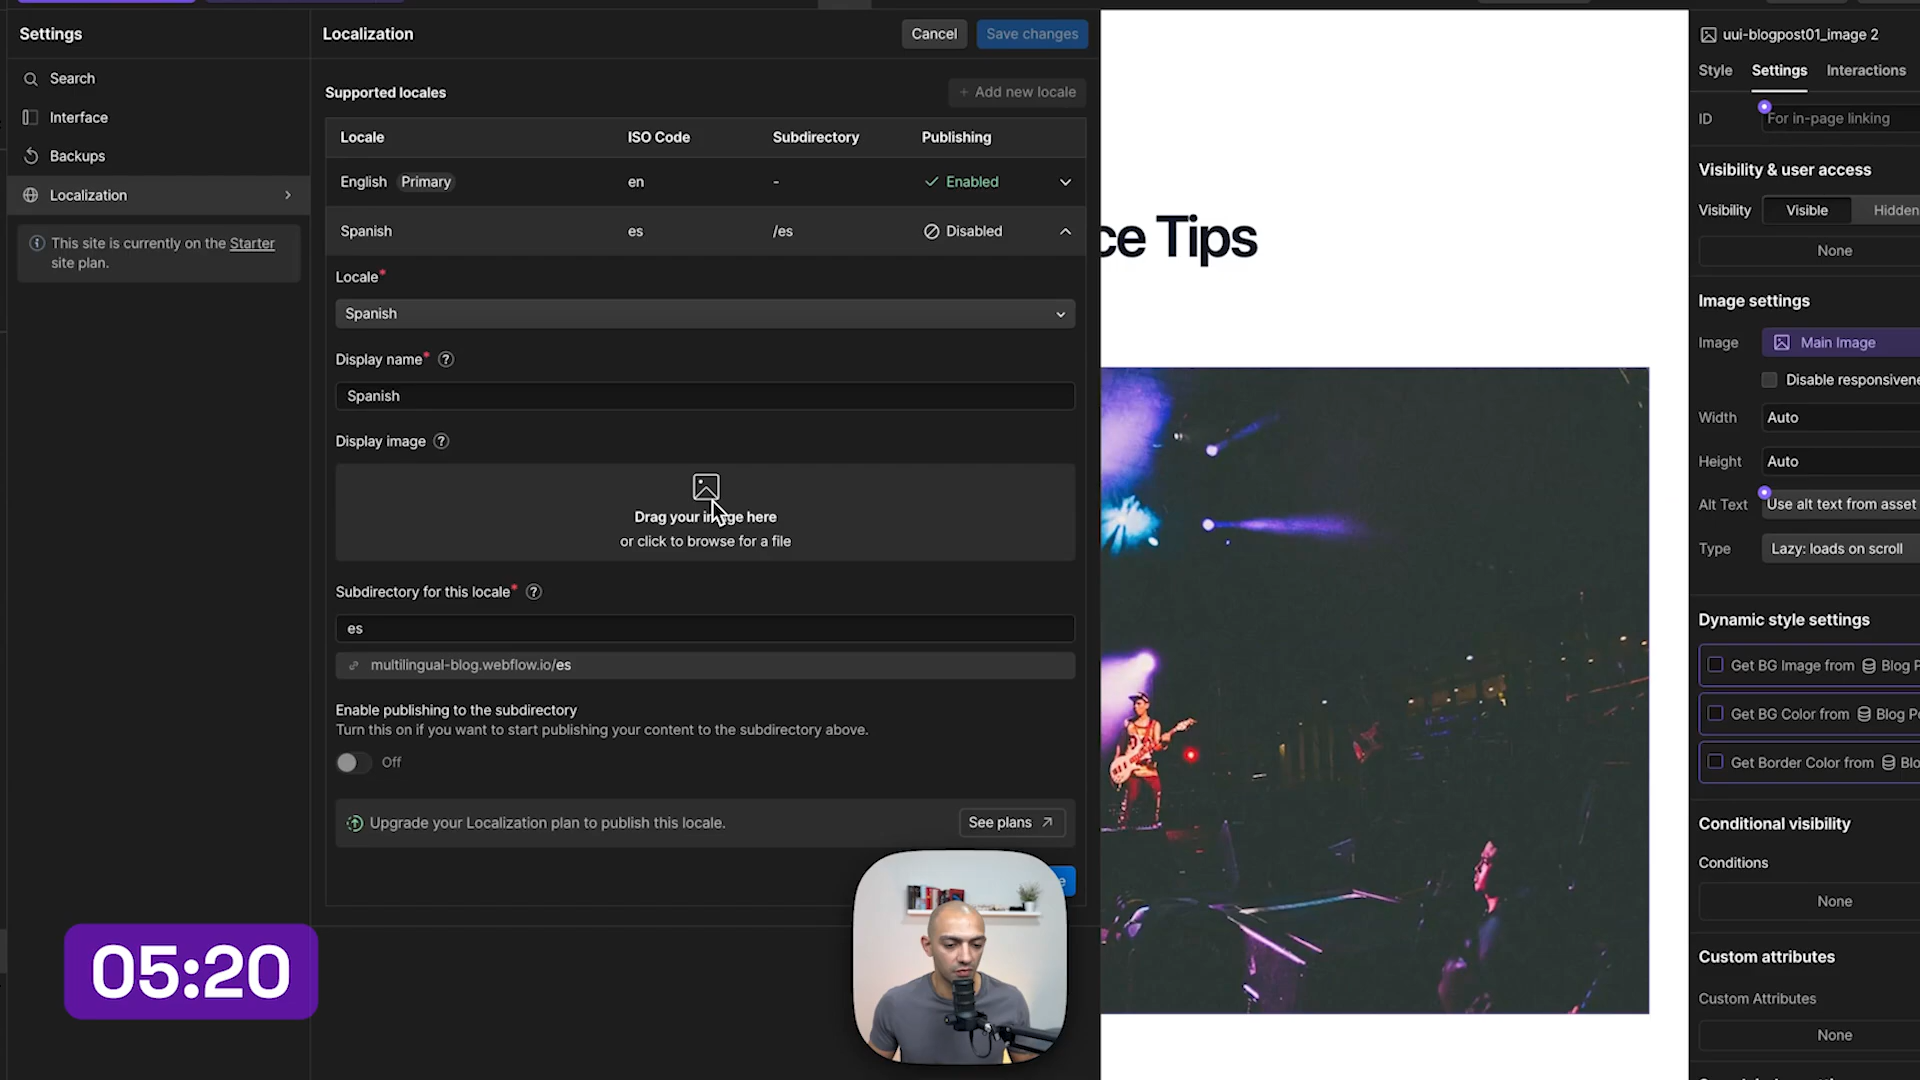 Settings
Search
Interface
Backups
Localization
This site is currently on the Starter
site plan.
Localization
Cancel
Save changes
Supported locales
+ Add new locale
Locale
ISO Code
Subdirectory
Publishing
English
Primary
en
-
Enabled
Spanish
es
/es
Disabled
Locale*
Spanish
Display name* ?
Spanish
Display image ?
Drag your image here
or click to browse for a file
Subdirectory for this locale* ?
es
multilingual-blog.webflow.io/es
Enable publishing to the subdirectory
Turn this on if you want to start publishing your content to the subdirectory above.
Off
Upgrade your Localization plan to publish this locale.
See plans
05:20
ce Tips
uui-blogpost01_image 2
Style
Settings
Interactions
ID
For in-page linking
Visibility & user access
Visibility
Visible
Hidden
None
Image settings
Image
Main Image
Disable responsivene
Width
Auto
Height
Auto
Alt Text
Use alt text from asset
Type
Lazy: loads on scroll
Dynamic style settings
Get BG Image from Blog P
Get BG Color from Blog Po
Get Border Color from Blo
Conditional visibility
Conditions
None
Custom attributes
Custom Attributes
None